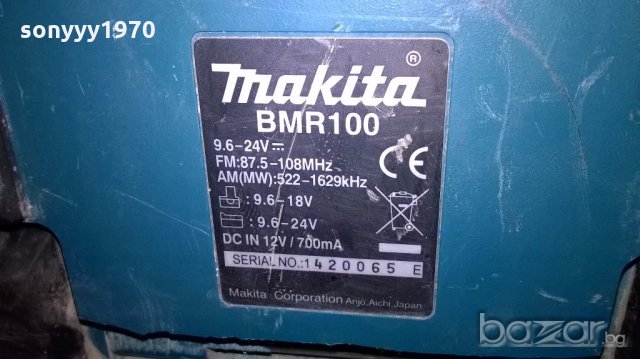 sonyyy1970
makita®
BMR100
9.6-24V
FM:87.5-108MHz
AM(MW):522-1629kHz
CE
: 9.6-18V
: 9.6-24V
DC IN 12V / 700mA
SERIAL NO.: 1420065 E
Makita Corporation Anjo,Aichi,Japan
bazar.bg